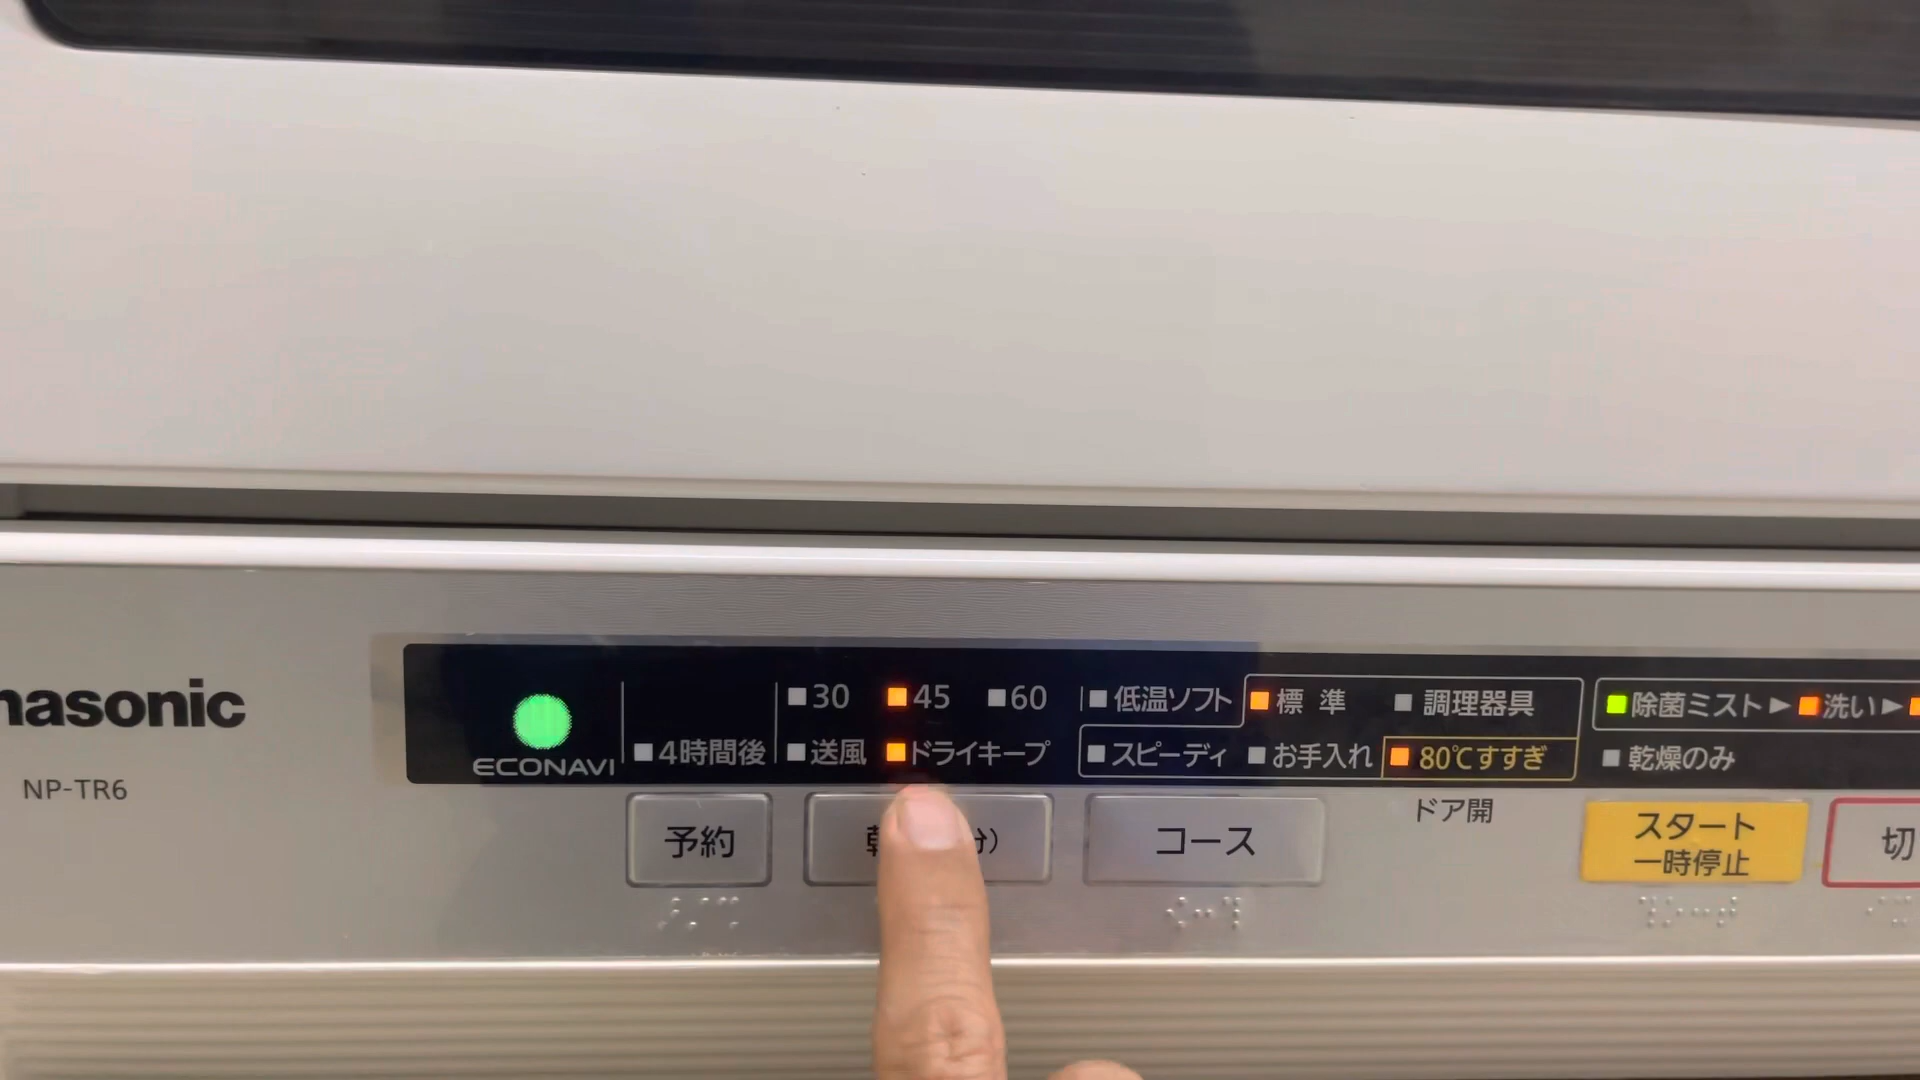 nasonic
NP-TR6
ECONAVI
4時間後
30 45 60
送風 ドライキープ
低温ソフト 標準 調理器具
スピーディ お手入れ 80℃すすぎ
除菌ミスト▶洗い▶
乾燥のみ
予約
分)
コース
ドア開
スタート
一時停止
切